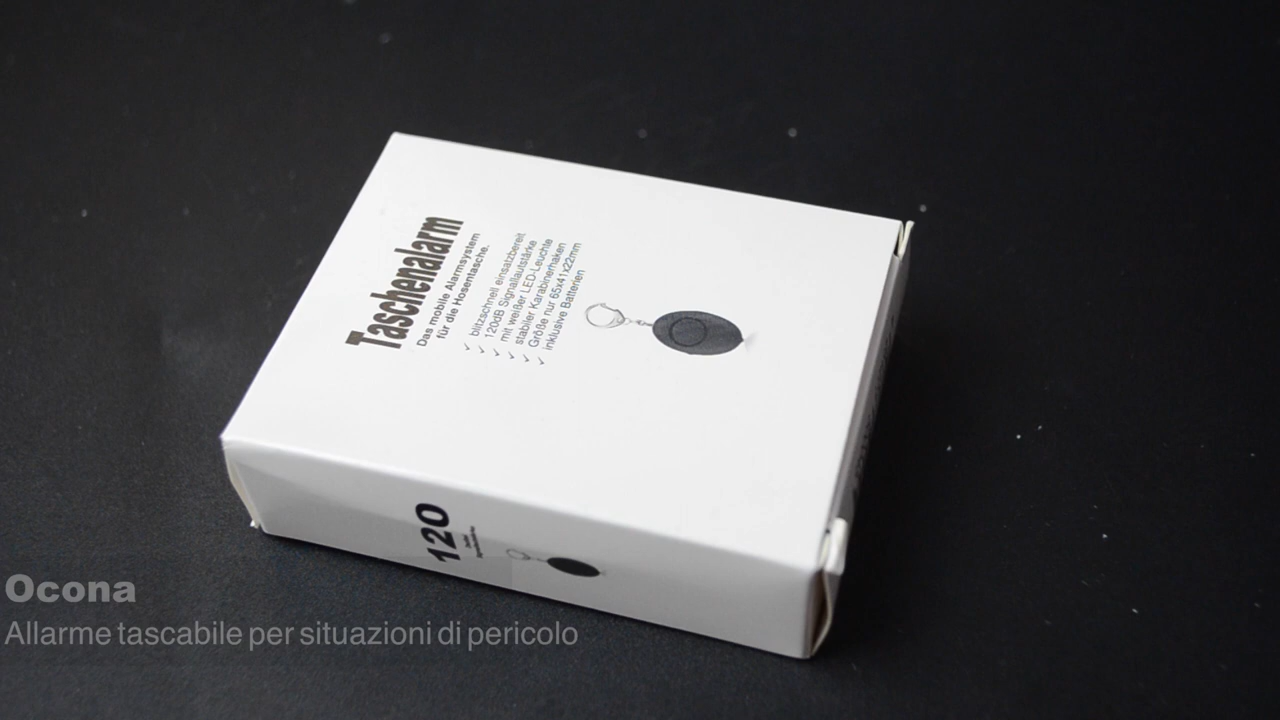 Taschenalarm
Das mobile Alarmsystem
für die Hosentasche.
blitzschnell einsatzbereit
120dB Signallautstärke
mit weißer LED-Leuchte
stabiler Karabinerhaken
Größe nur 65x41x22mm
inklusive Batterien
120
Ocona
Allarme tascabile per situazioni di pericolo